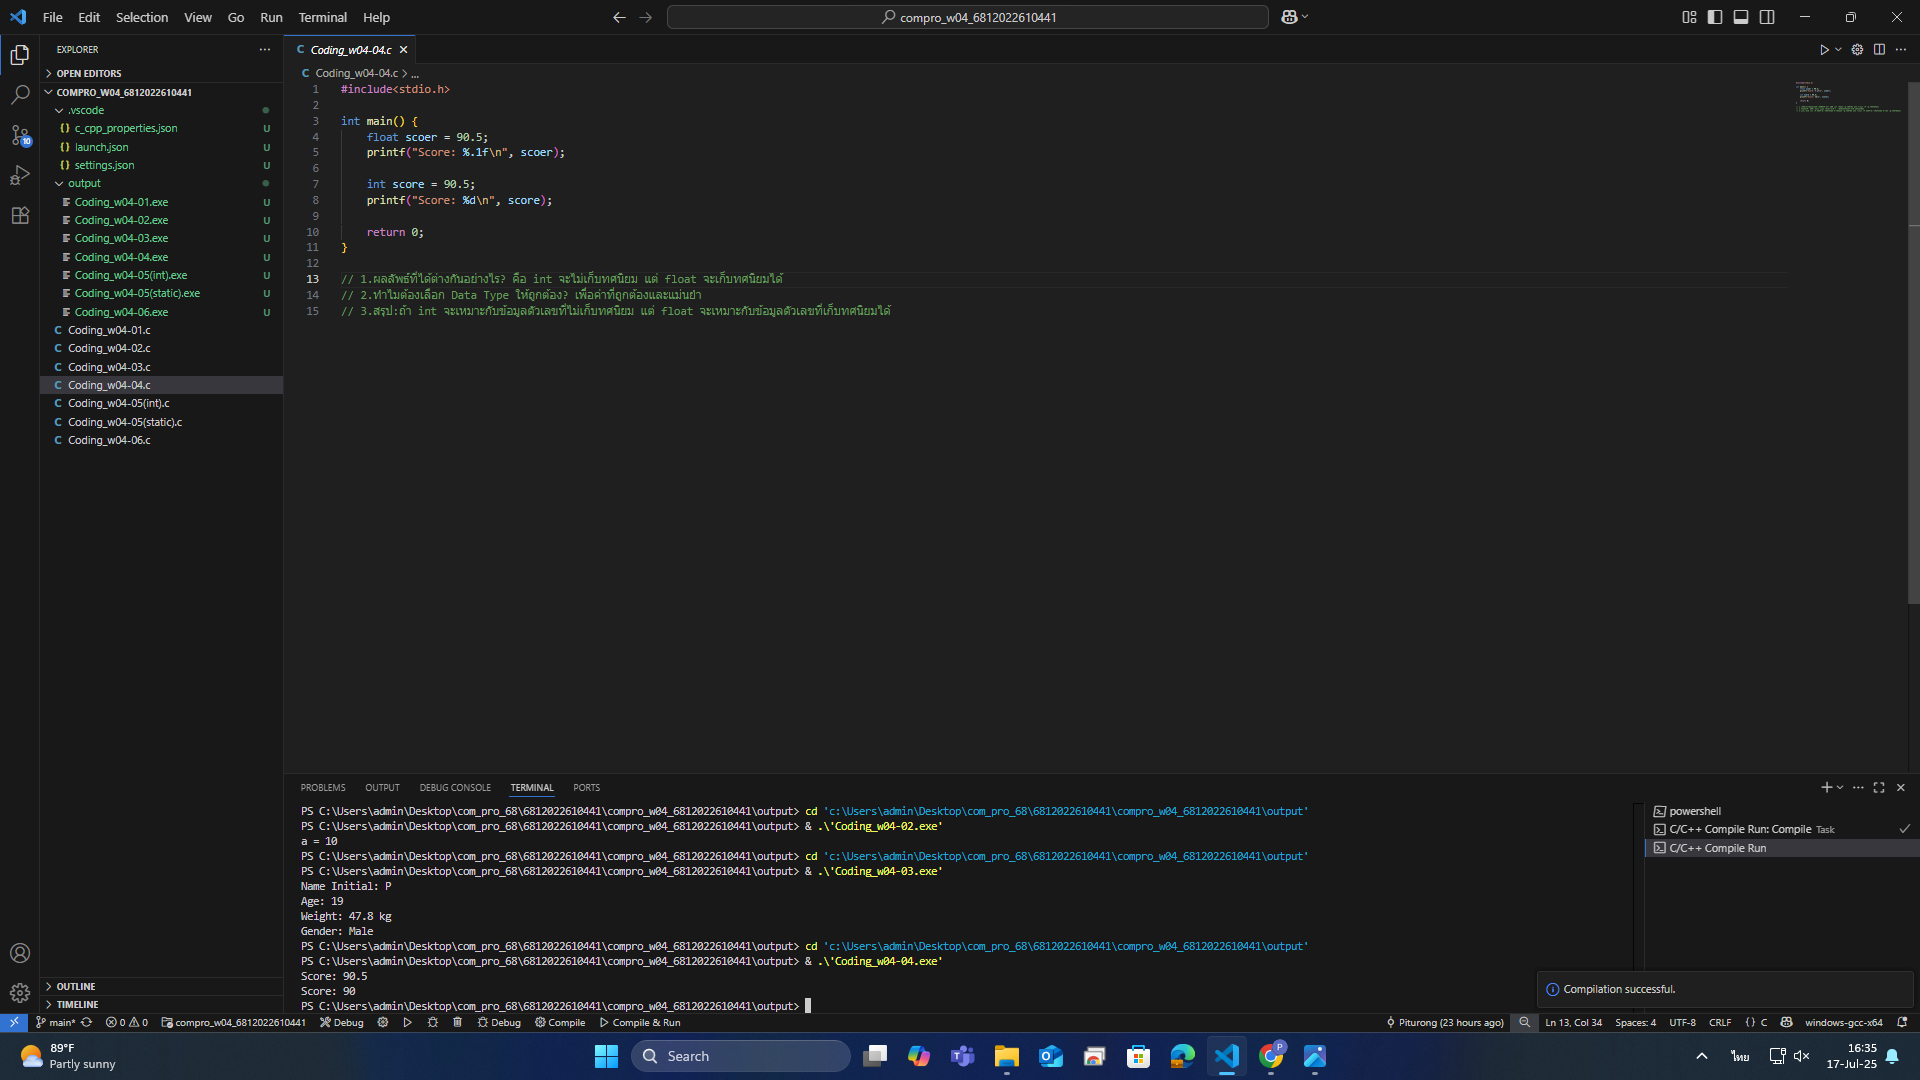 File Edit Selection View Go Run Terminal Help
compro_w04_6812022610441
EXPLORER
OPEN EDITORS
COMPRO_W04_6812022610441
.vscode
c_cpp_properties.json U
launch.json U
settings.json U
output
Coding_w04-01.exe U
Coding_w04-02.exe U
Coding_w04-03.exe U
Coding_w04-04.exe U
Coding_w04-05(int).exe U
Coding_w04-05(static).exe U
Coding_w04-06.exe U
C Coding_w04-01.c
C Coding_w04-02.c
C Coding_w04-03.c
C Coding_w04-04.c
C Coding_w04-05(int).c
C Coding_w04-05(static).c
C Coding_w04-06.c
OUTLINE
TIMELINE
C Coding_w04-04.c
C Coding_w04-04.c > ...
1 #include<stdio.h>
2
3 int main() {
4 float scoer = 90.5;
5 printf("Score: %.1f\n", scoer);
6
7 int score = 90.5;
8 printf("Score: %d\n", score);
9
10 return 0;
11 }
12
13 // 1.ผลลัพธ์ที่ได้ต่างกันอย่างไร? คือ int จะไม่เก็บทศนิยม แต่ float จะเก็บทศนิยมได้
14 // 2.ทำไมต้องเลือก Data Type ให้ถูกต้อง? เพื่อค่าที่ถูกต้องและแม่นยำ
15 // 3.สรุป:ถ้า int จะเหมาะกับข้อมูลตัวเลขที่ไม่เก็บทศนิยม แต่ float จะเหมาะกับข้อมูลตัวเลขที่เก็บทศนิยมได้
PROBLEMS OUTPUT DEBUG CONSOLE TERMINAL PORTS
PS C:\Users\admin\Desktop\com_pro_68\6812022610441\compro_w04_6812022610441\output> cd 'c:\Users\admin\Desktop\com_pro_68\6812022610441\compro_w04_6812022610441\output'
PS C:\Users\admin\Desktop\com_pro_68\6812022610441\compro_w04_6812022610441\output> & .\'Coding_w04-02.exe'
a = 10
PS C:\Users\admin\Desktop\com_pro_68\6812022610441\compro_w04_6812022610441\output> cd 'c:\Users\admin\Desktop\com_pro_68\6812022610441\compro_w04_6812022610441\output'
PS C:\Users\admin\Desktop\com_pro_68\6812022610441\compro_w04_6812022610441\output> & .\'Coding_w04-03.exe'
Name Initial: P
Age: 19
Weight: 47.8 kg
Gender: Male
PS C:\Users\admin\Desktop\com_pro_68\6812022610441\compro_w04_6812022610441\output> cd 'c:\Users\admin\Desktop\com_pro_68\6812022610441\compro_w04_6812022610441\output'
PS C:\Users\admin\Desktop\com_pro_68\6812022610441\compro_w04_6812022610441\output> & .\'Coding_w04-04.exe'
Score: 90.5
Score: 90
PS C:\Users\admin\Desktop\com_pro_68\6812022610441\compro_w04_6812022610441\output>
powershell
C/C++ Compile Run: Compile Task
C/C++ Compile Run
Compilation successful.
main* 0 0 compro_w04_6812022610441 Debug Debug Compile Compile & Run Piturong (23 hours ago) Ln 13, Col 34 Spaces: 4 UTF-8 CRLF {} C windows-gcc-x64
89°F
Partly sunny
Search
ไทย
16:35
17-Jul-25